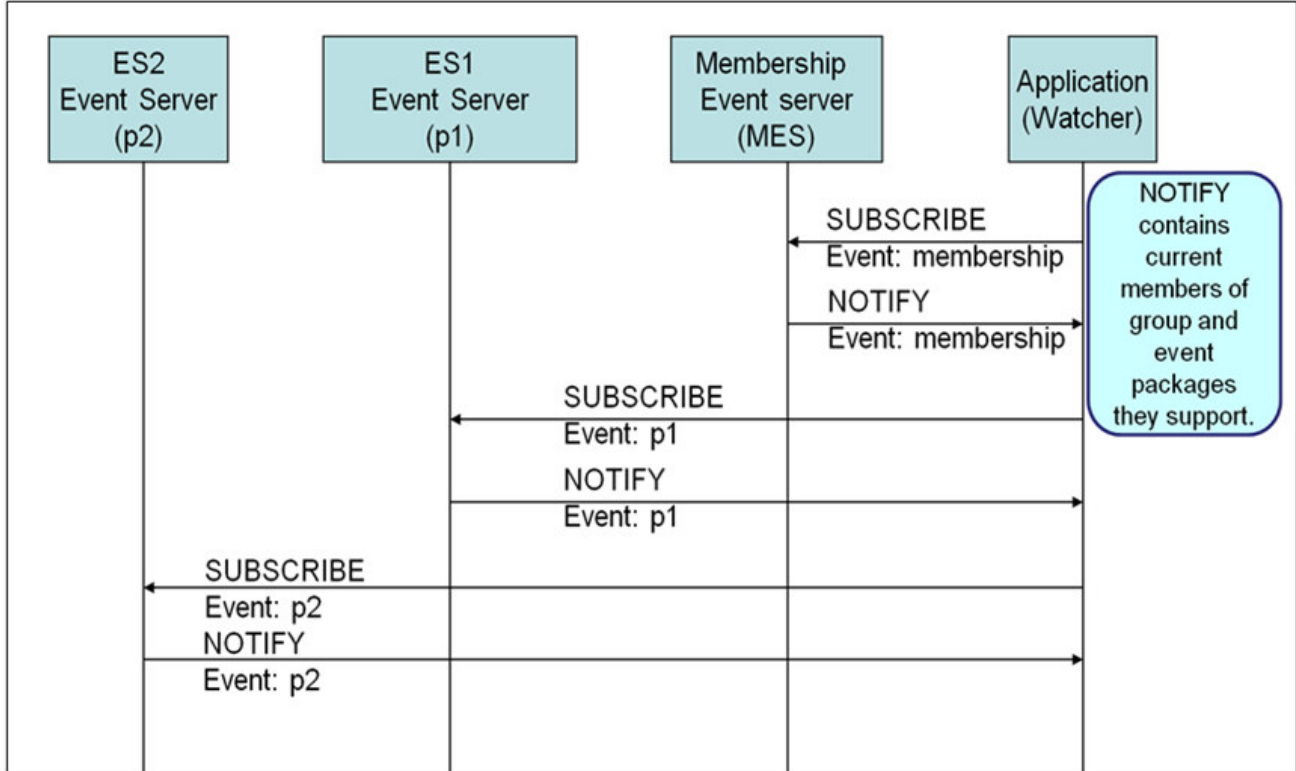 ES2
Event Server
(p2)
ES1
Event Server
(p1)
Membership
Event server
(MES)
Application
(Watcher)
NOTIFY
contains
current
members of
group and
event
packages
they support.
SUBSCRIBE
Event: membership
NOTIFY
Event: membership
SUBSCRIBE
Event: p1
NOTIFY
Event: p1
SUBSCRIBE
Event: p2
NOTIFY
Event: p2